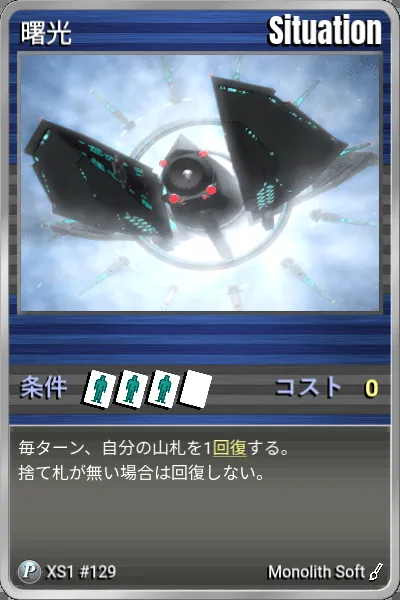 曙光 Situation
条件 コスト 0
毎ターン、自分の山札を1回復する。
捨て札が無い場合は回復しない。
P XS1 #129 Monolith Soft